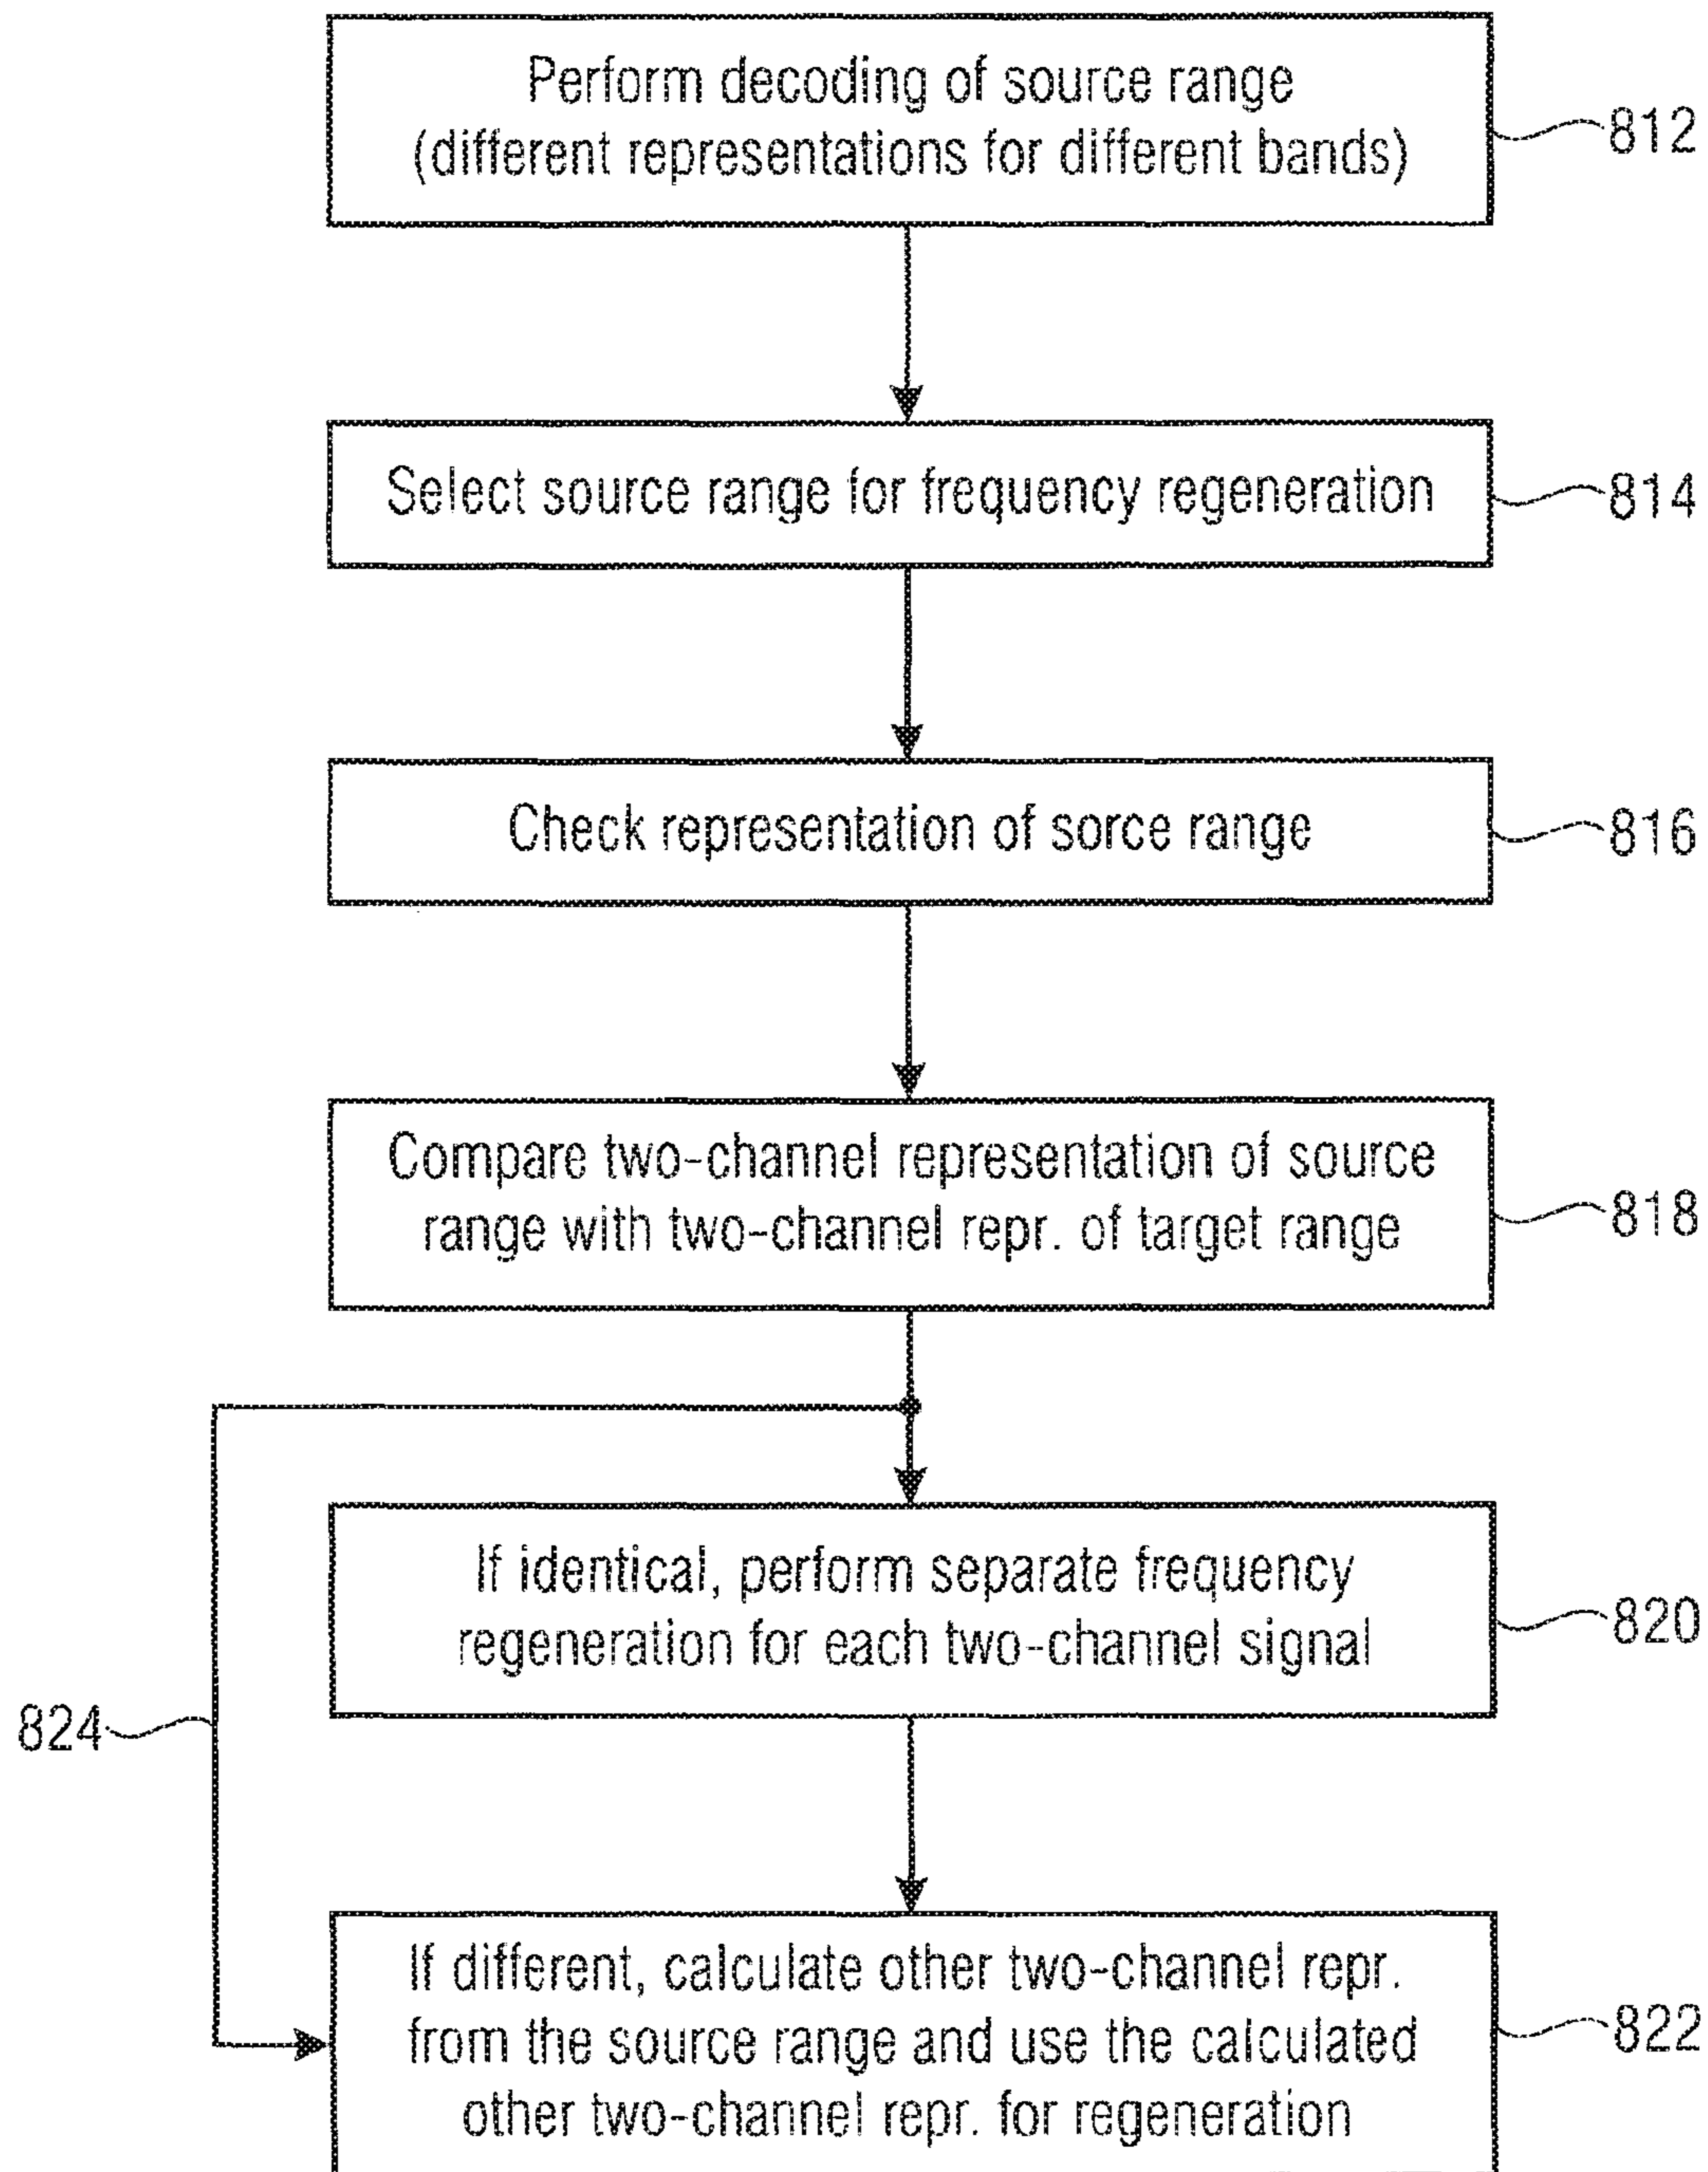 Perform decoding of source range
(different representations for different bands)
812
Select source range for frequency regeneration
814
Check representation of sorce range
816
Compare two-channel representation of source
range with two-channel repr. of target range
818
If identical, perform separate frequency
regeneration for each two-channel signal
820
824
If different, calculate other two-channel repr.
from the source range and use the calculated
other two-channel repr. for regeneration
822